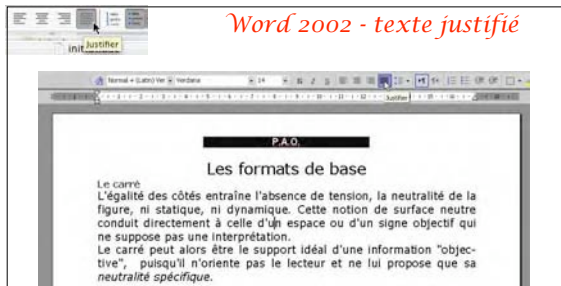 Word 2002 - texte justifié
Justifier
Normal + (Latin) Ver Verdana 14
Justifier
P.A.O.
Les formats de base
Le carré
L'égalité des côtés entraîne l'absence de tension, la neutralité de la
figure, ni statique, ni dynamique. Cette notion de surface neutre
conduit directement à celle d'un espace ou d'un signe objectif qui
ne suppose pas une interprétation.
Le carré peut alors être le support idéal d'une information "objec-
tive", puisqu'il n'oriente pas le lecteur et ne lui propose que sa
neutralité spécifique.